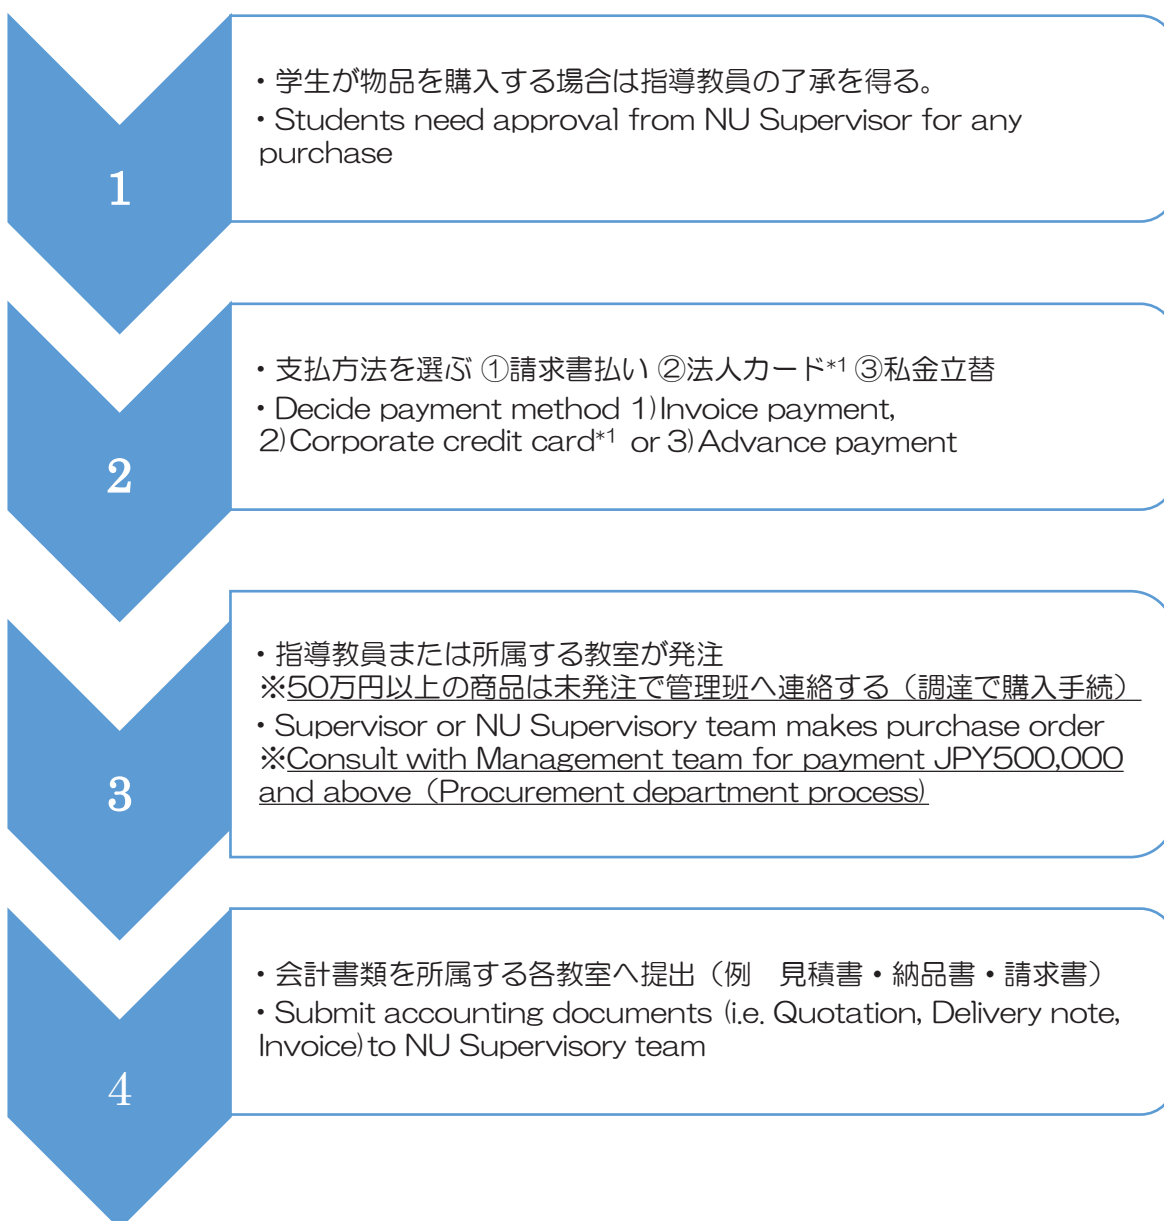 1
・学生が物品を購入する場合は指導教員の了承を得る。
・Students need approval from NU Supervisor for any
purchase
2
・支払方法を選ぶ ①請求書払い ②法人カード*1 ③私金立替
・Decide payment method 1)Invoice payment,
2)Corporate credit card*1 or 3)Advance payment
3
・指導教員または所属する教室が発注
※50万円以上の商品は未発注で管理班へ連絡する（調達で購入手続）
・Supervisor or NU Supervisory team makes purchase order
※Consult with Management team for payment JPY500,000
and above（Procurement department process)
4
・会計書類を所属する各教室へ提出（例　見積書・納品書・請求書）
・Submit accounting documents (i.e. Quotation, Delivery note,
Invoice)to NU Supervisory team